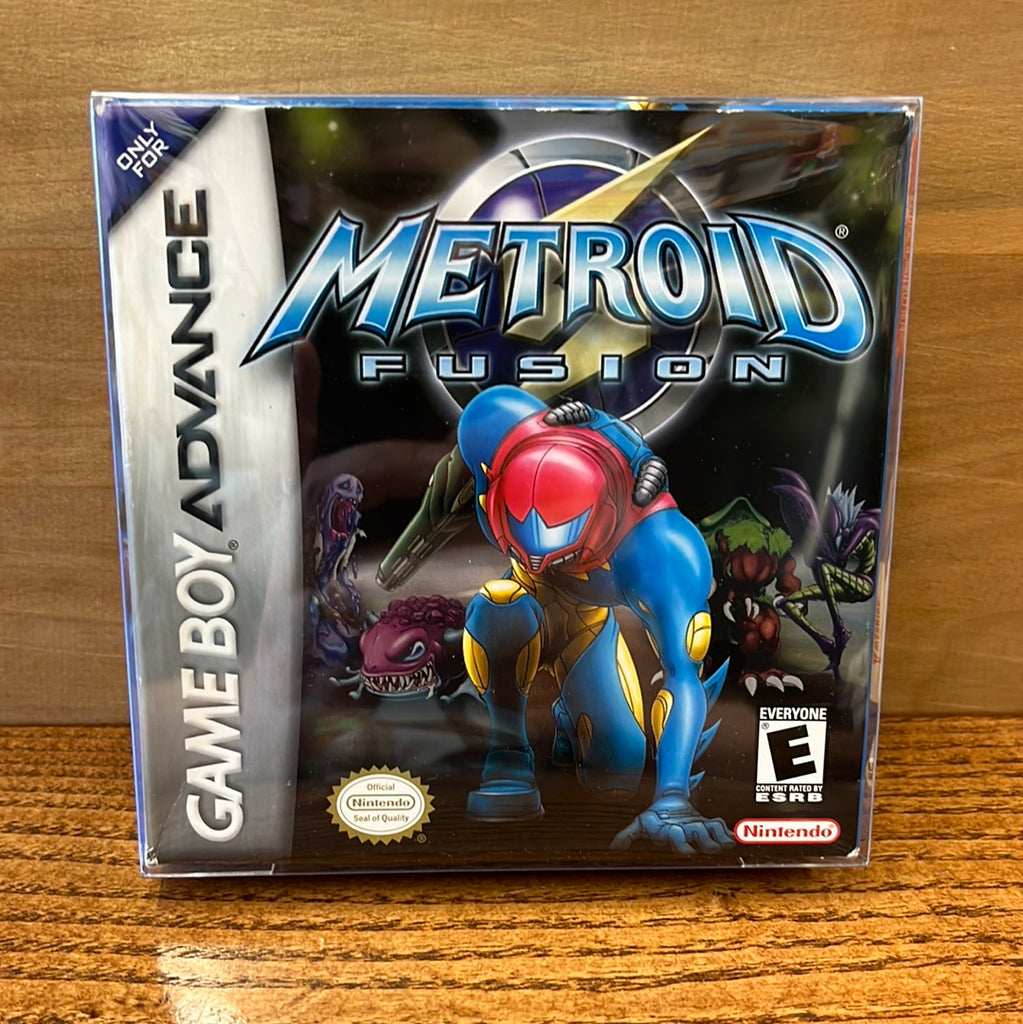 ONLY
FOR
GAME BOY ADVANCE
METROID®
FUSION
EVERYONE
E
CONTENT RATED BY
ESRB
Official
Nintendo
Seal of Quality
Nintendo®